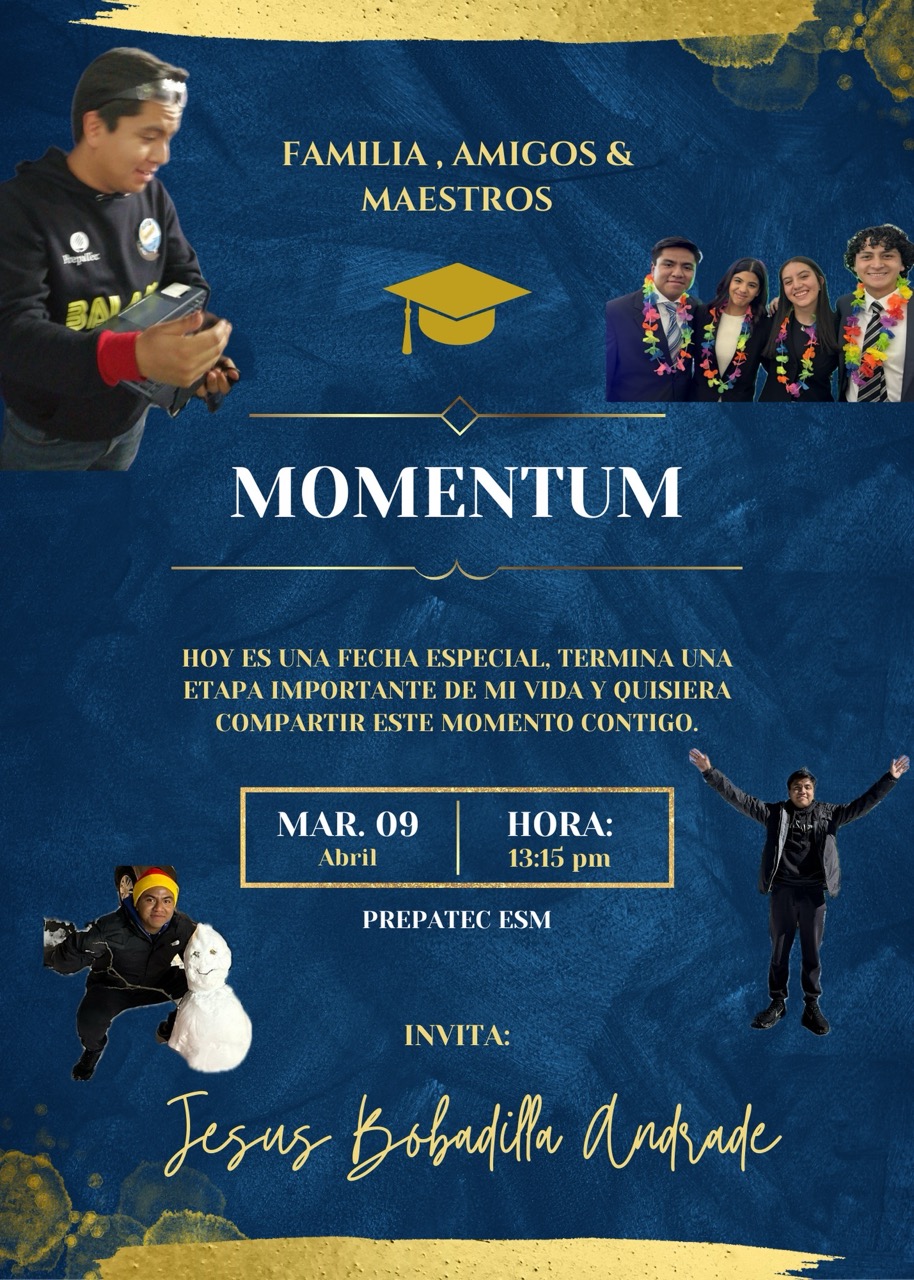 FAMILIA , AMIGOS &
MAESTROS
PrepaTec
MOMENTUM
HOY ES UNA FECHA ESPECIAL, TERMINA UNA
ETAPA IMPORTANTE DE MI VIDA Y QUISIERA
COMPARTIR ESTE MOMENTO CONTIGO.
MAR. 09
Abril
HORA:
13:15 pm
PREPATEC ESM
INVITA:
Jesus Bobadilla Andrade